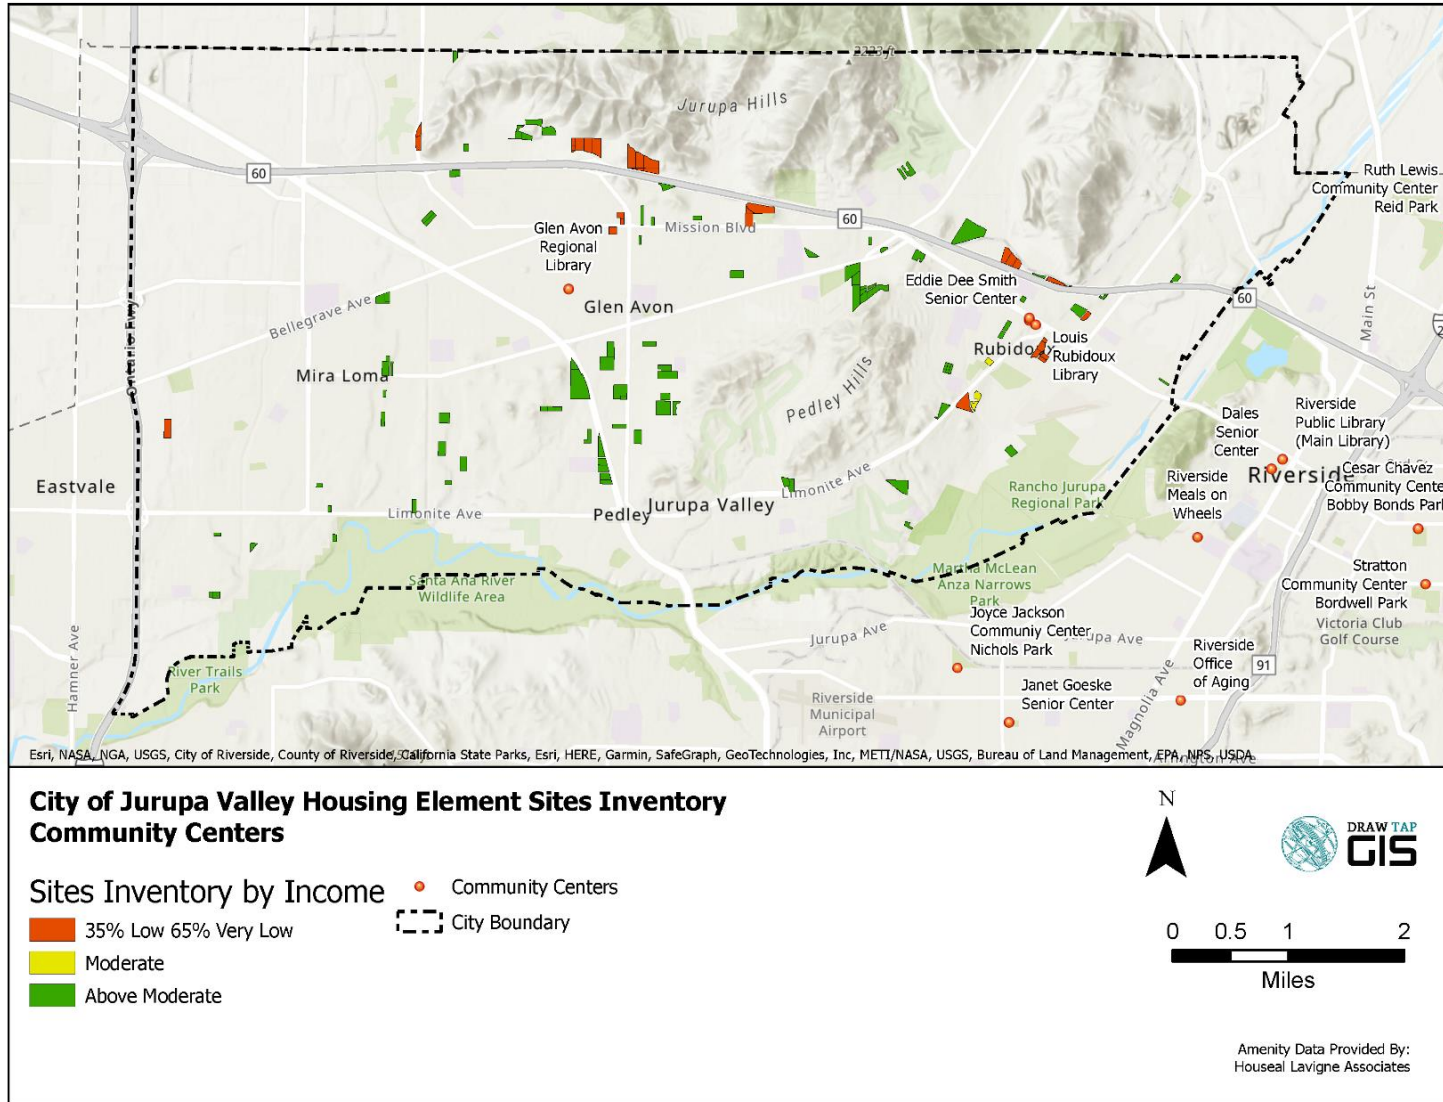 2223 ft
Jurupa Hills
60
Ruth Lewis
Community Center
Reid Park
Glen Avon
Regional
Library
Mission Blvd
60
Eddie Dee Smith
Senior Center
60
Main St
Ontario Fwy
Bellegrave Ave
Glen Avon
Rubidoux
Louis
Rubidoux
Library
Mira Loma
Pedley Hills
Dales
Senior
Center
Riverside
Public Library
(Main Library)
Riverside
Cesar Chavez
Community Center
Bobby Bonds Park
Eastvale
Limonite Ave
Rancho Jurupa
Regional Park
Riverside
Meals on
Wheels
Limonite Ave
Pedley
Jurupa Valley
Santa Ana River
Wildlife Area
Martha McLean
Anza Narrows
Park
Stratton
Community Center
Bordwell Park
Victoria Club
Golf Course
Joyce Jackson
Communiy Center
Nichols Park
Jurupa Ave
Jurupa Ave
Hamner Ave
River Trails
Park
Riverside
Office
of Aging
91
Riverside
Municipal
Airport
Janet Goeske
Senior Center
Magnolia Ave
Arlington Ave
Esri, NASA, NGA, USGS, City of Riverside, County of Riverside, California State Parks, Esri, HERE, Garmin, SafeGraph, GeoTechnologies, Inc, METI/NASA, USGS, Bureau of Land Management, EPA, NPS, USDA
City of Jurupa Valley Housing Element Sites Inventory
Community Centers
Sites Inventory by Income
35% Low 65% Very Low
Moderate
Above Moderate
Community Centers
City Boundary
N
DRAW TAP
GIS
0 0.5 1 2
Miles
Amenity Data Provided By:
Houseal Lavigne Associates